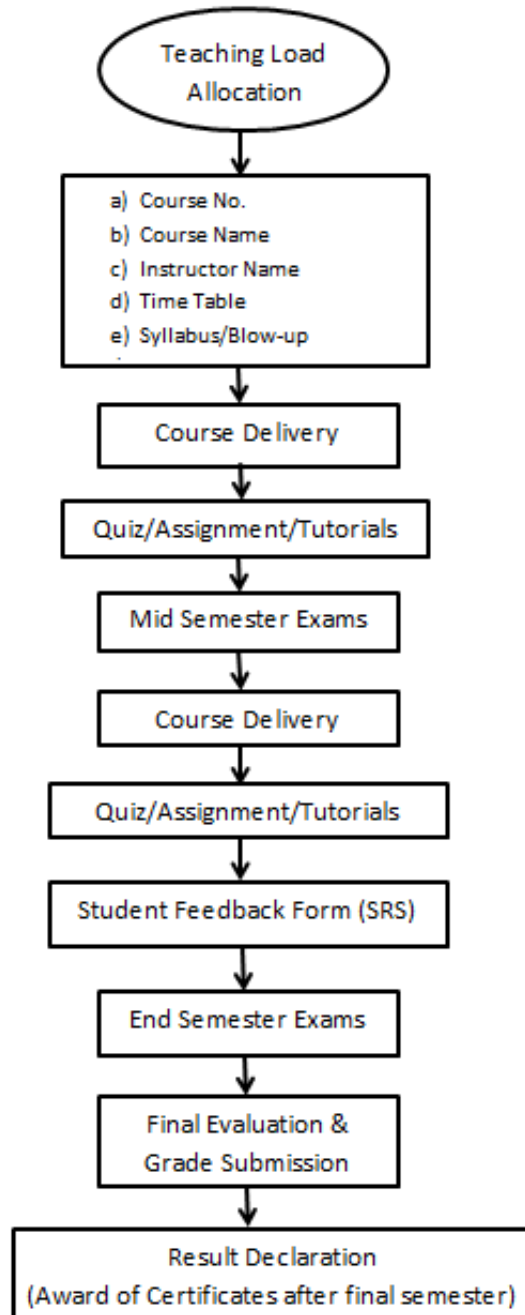 Teaching Load
Allocation
a) Course No.
b) Course Name
c) Instructor Name
d) Time Table
e) Syllabus/Blow-up
Course Delivery
Quiz/Assignment/Tutorials
Mid Semester Exams
Course Delivery
Quiz/Assignment/Tutorials
Student Feedback Form (SRS)
End Semester Exams
Final Evaluation &
Grade Submission
Result Declaration
(Award of Certificates after final semester)